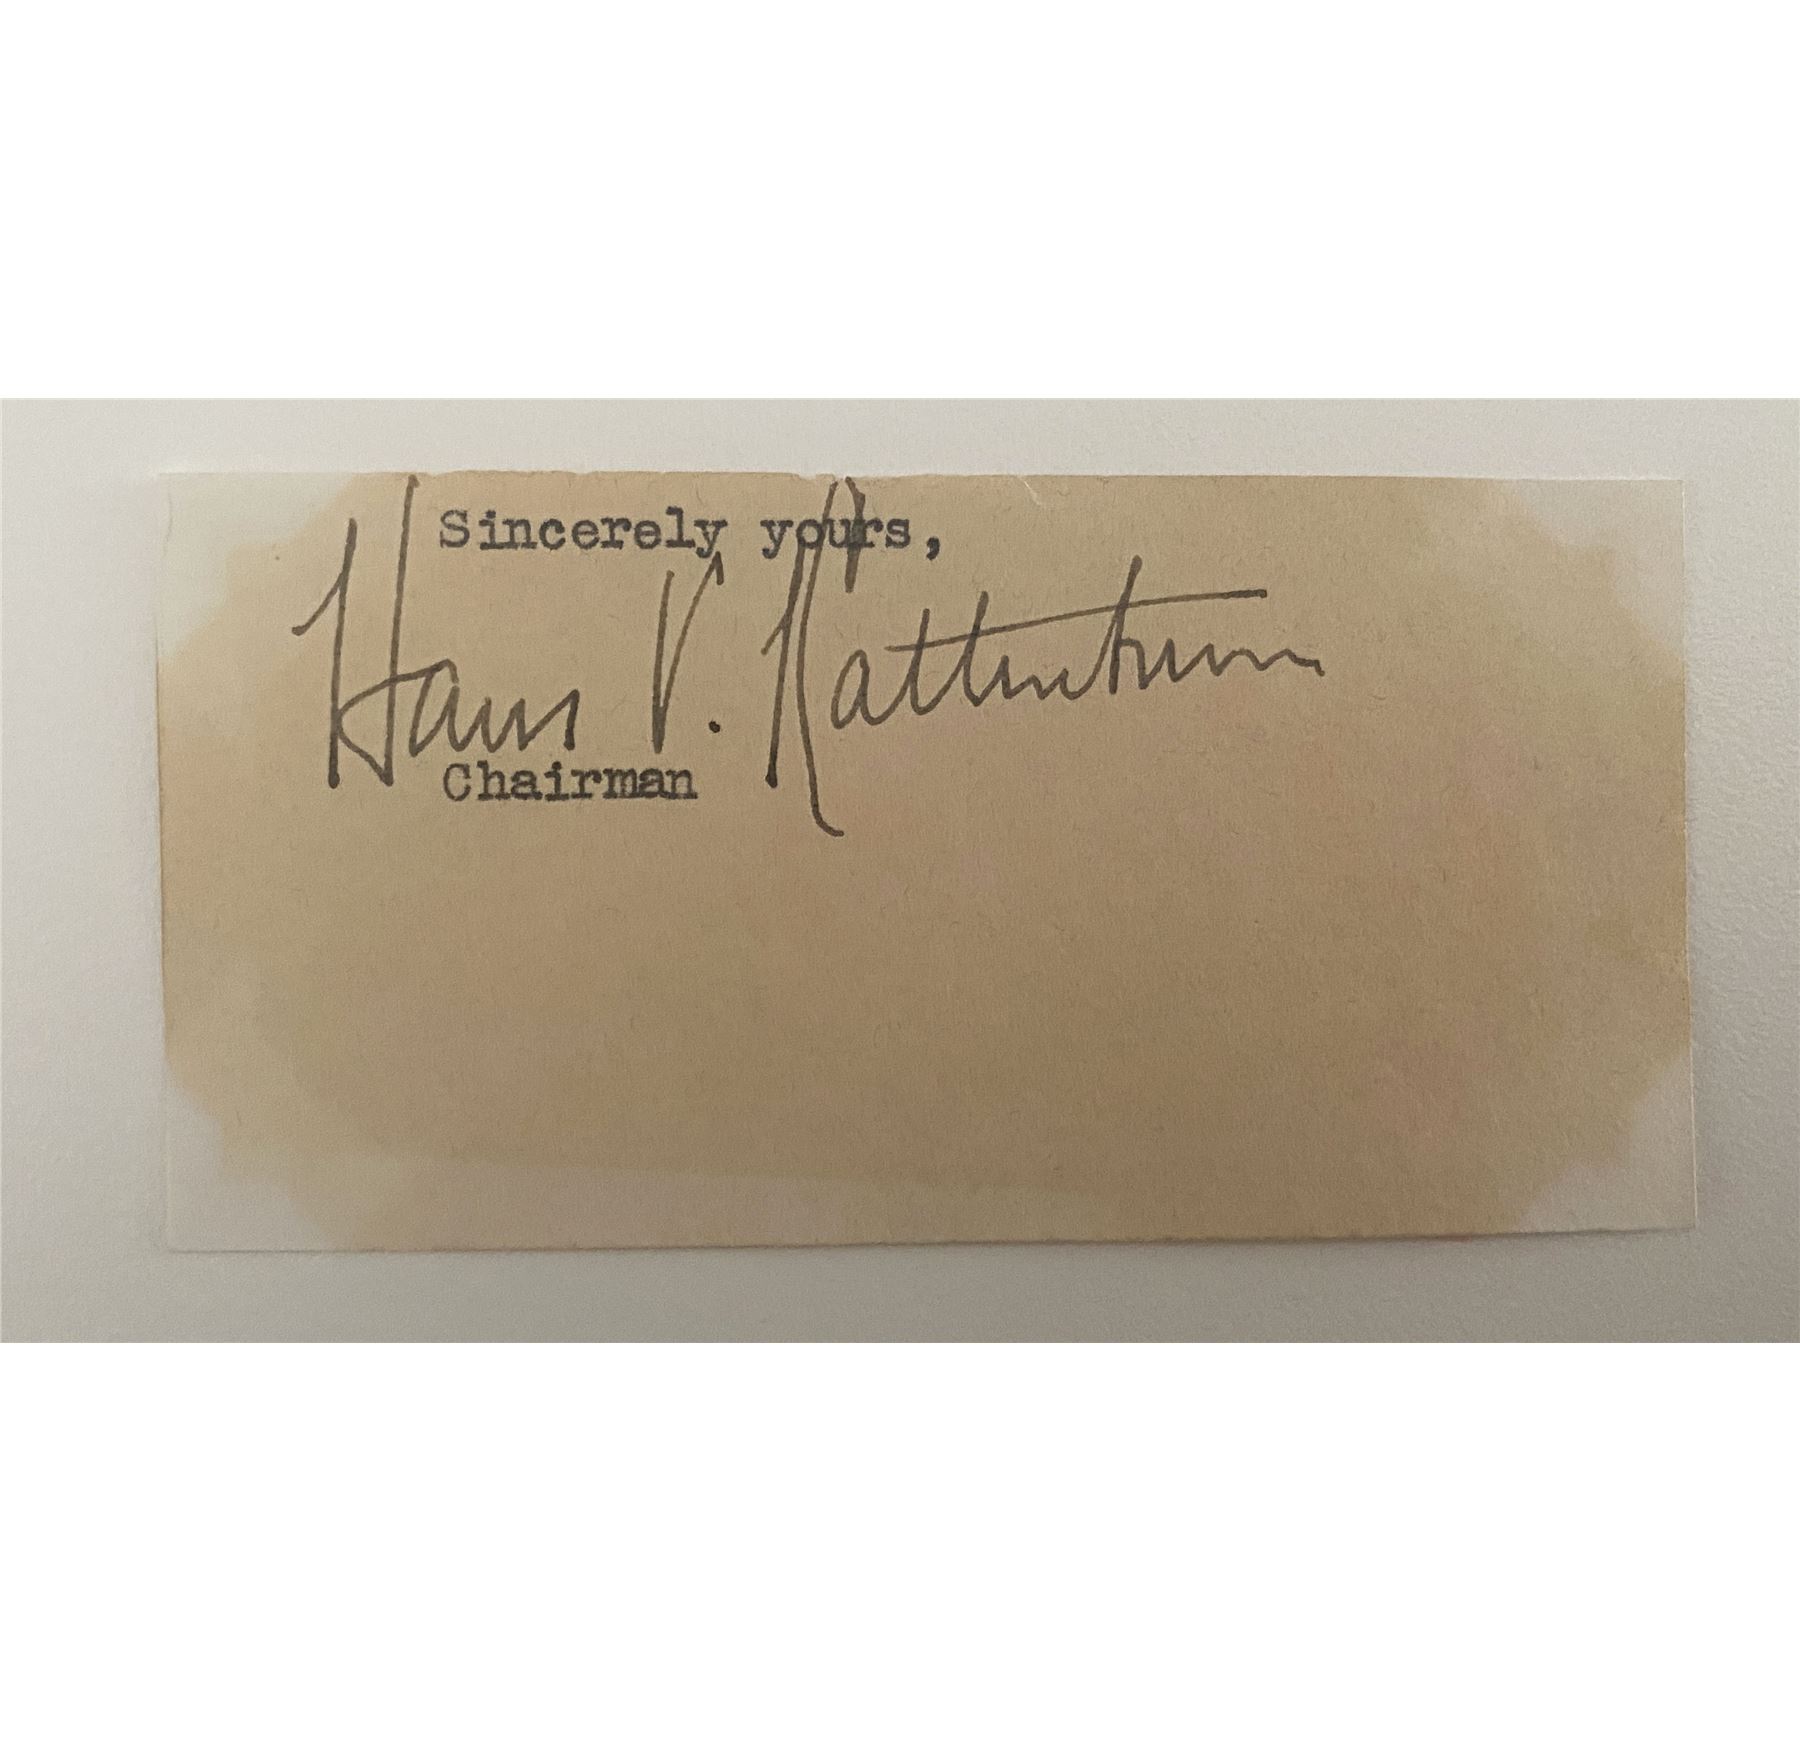 Sincerely yours,
Hans V. Kaltenborn
Chairman